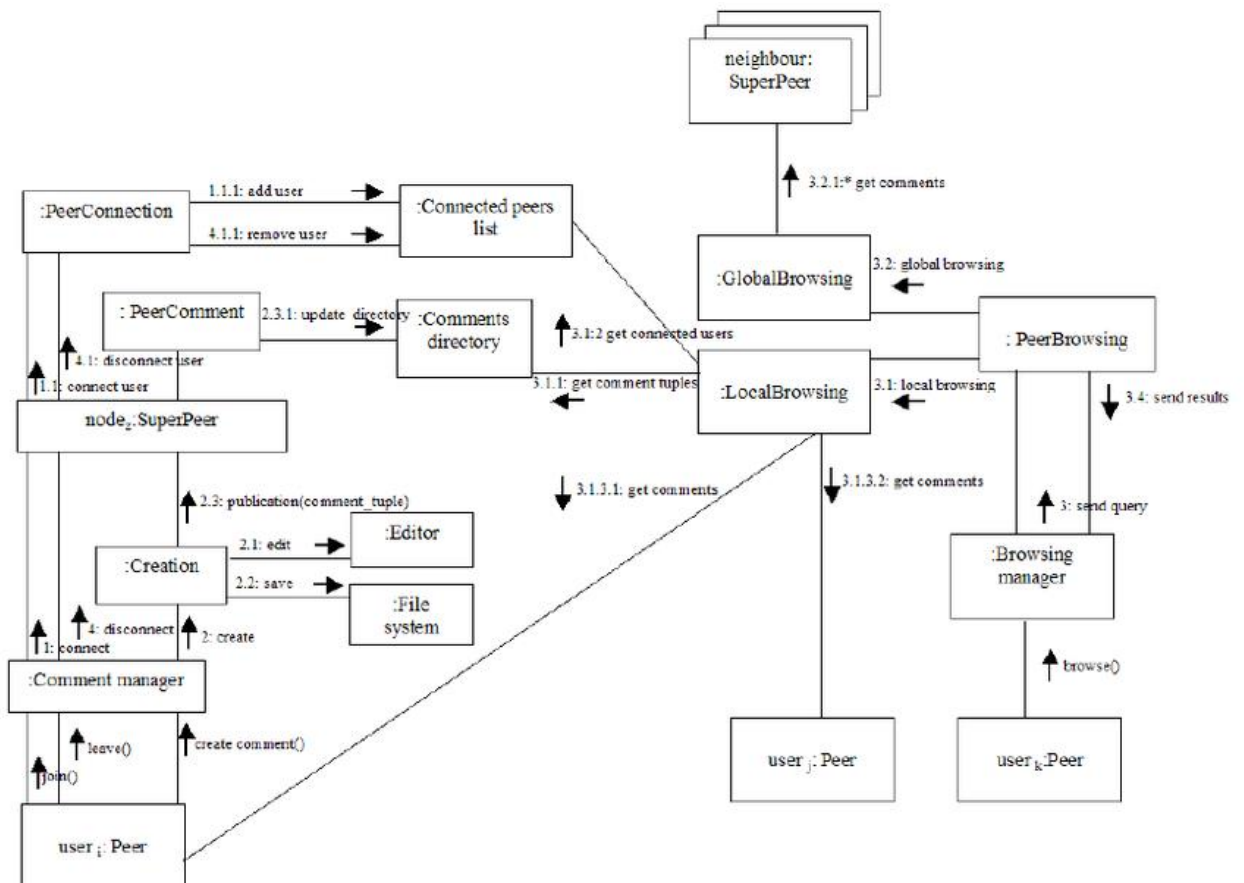 neighbour:
SuperPeer
3.2.1:* get comments
1.1.1: add user
:PeerConnection
:Connected peers
list
4.1.1: remove user
:GlobalBrowsing
3.2: global browsing
: PeerComment
2.3.1: update directory
:Comments
directory
3.1:2 get connected users
: PeerBrowsing
4.1: disconnect user
1.1: connect user
3.1.1: get comment tuples
:LocalBrowsing
3.1: local browsing
3.4: send results
node z:SuperPeer
3.1.3.1: get comments
3.1.3.2: get comments
2.3: publication(comment_tuple)
3: send query
:Editor
2.1: edit
:Creation
:Browsing
manager
2.2: save
:File
system
4: disconnect
2: create
1: connect
:Comment manager
browse()
leave()
create comment()
join()
user j: Peer
user k:Peer
user i: Peer